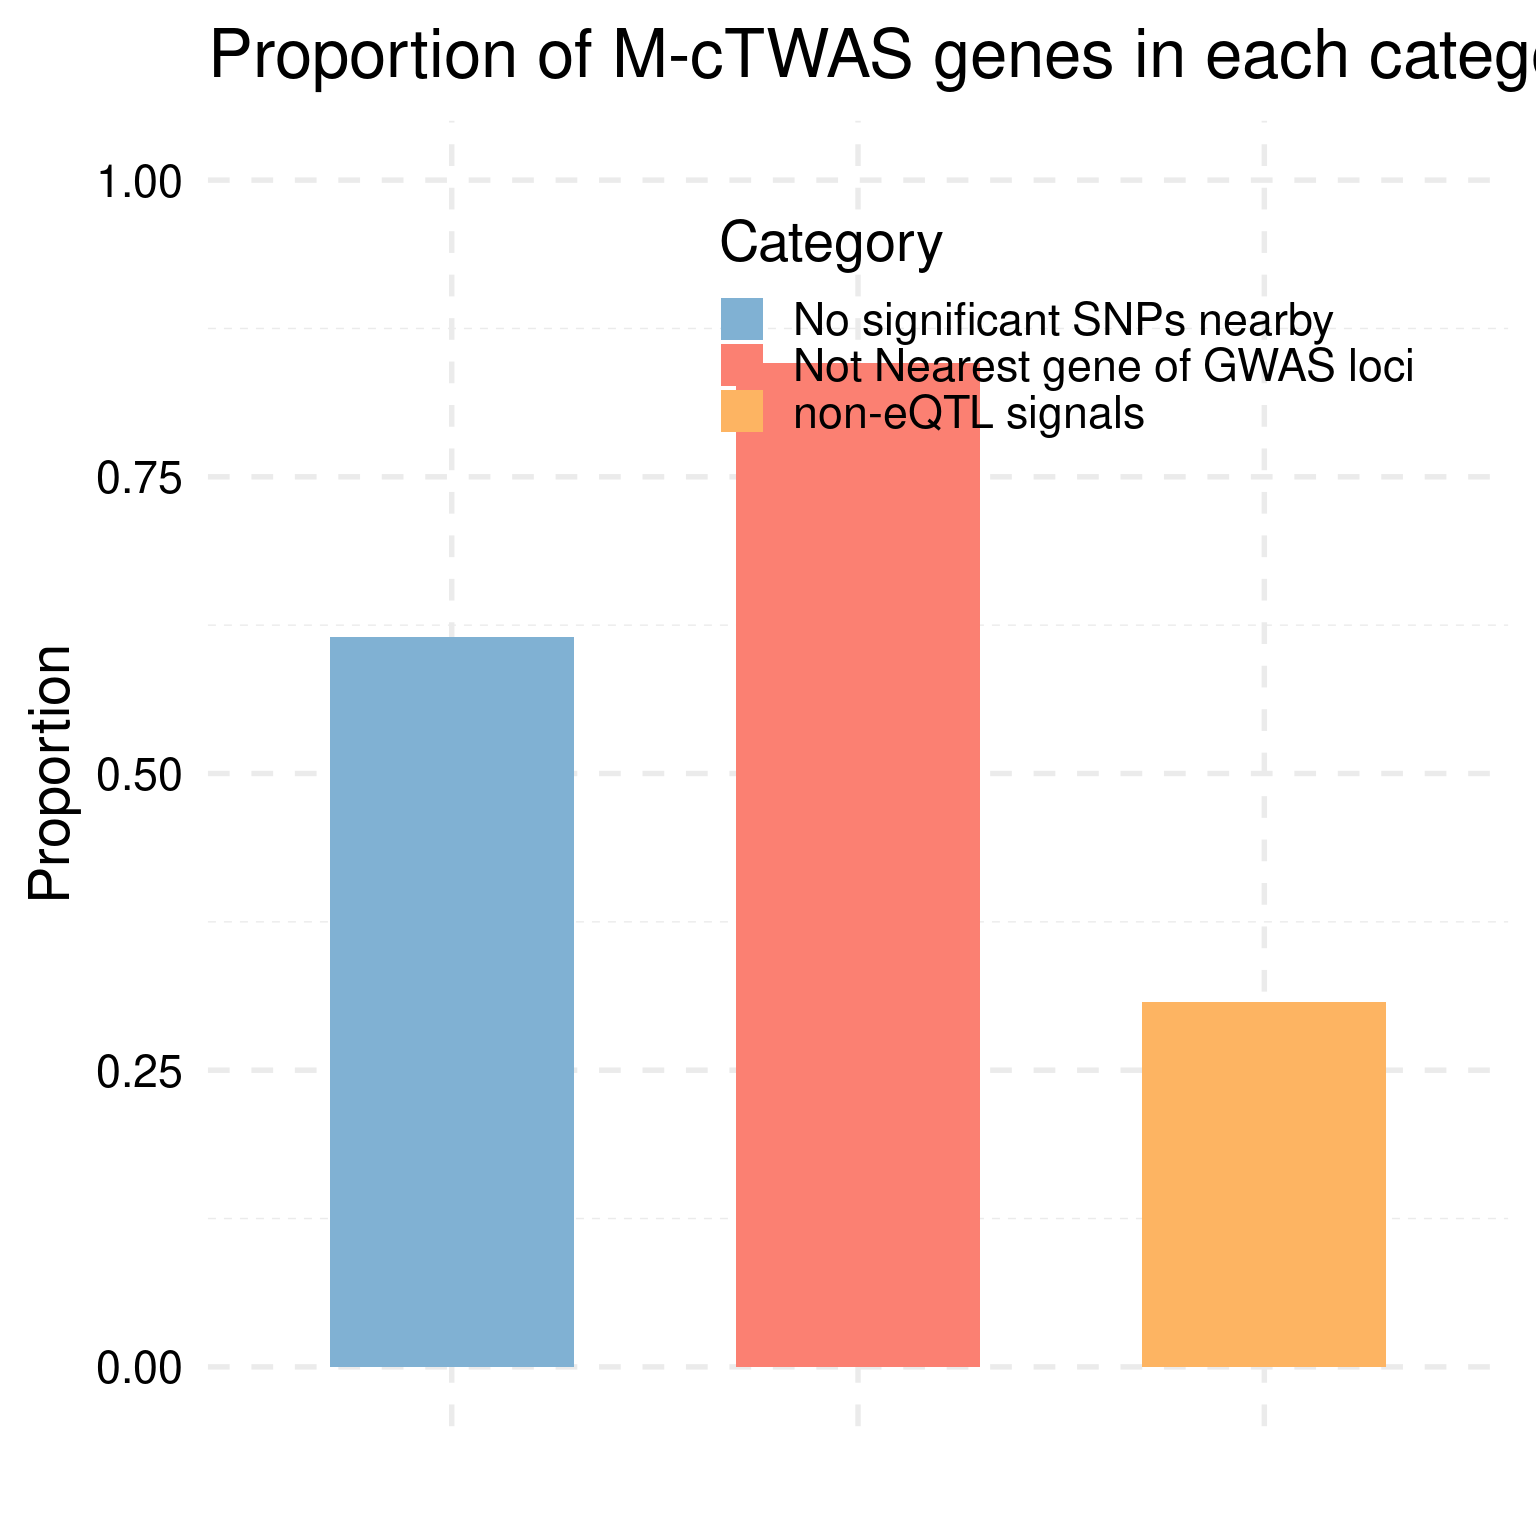 Proportion of M-cTWAS genes in each catego
1.00
Category
No significant SNPs nearby
Not Nearest gene of GWAS loci
non-eQTL signals
0.75
Proportion
0.50
0.25
0.00